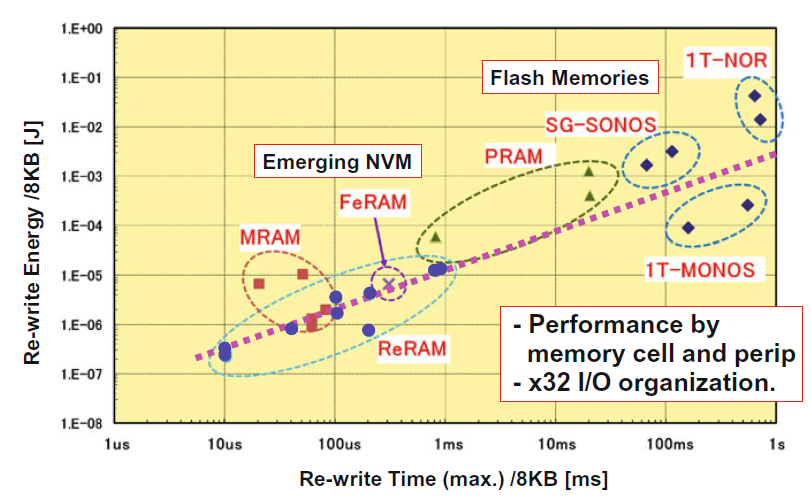 1.E+00
1.E-01
1.E-02
1.E-03
1.E-04
1.E-05
1.E-06
1.E-07
1.E-08
Re-write Energy /8KB [J]
1T-NOR
Flash Memories
SG-SONOS
Emerging NVM
PRAM
FeRAM
MRAM
1T-MONOS
ReRAM
- Performance by
memory cell and perip
- x32 I/O organization.
1us
10us
100us
1ms
10ms
100ms
1s
Re-write Time (max.) /8KB [ms]